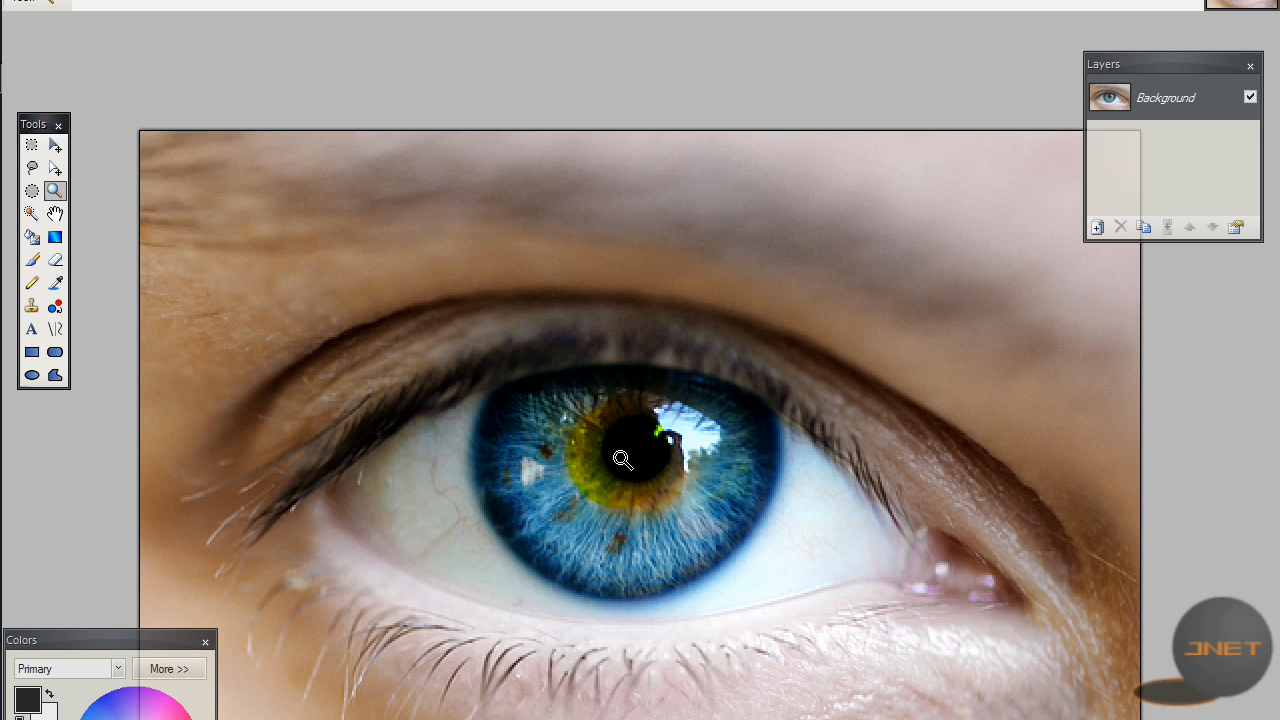 Layers
Background
Tools
Colors
Primary
More >>
JNET